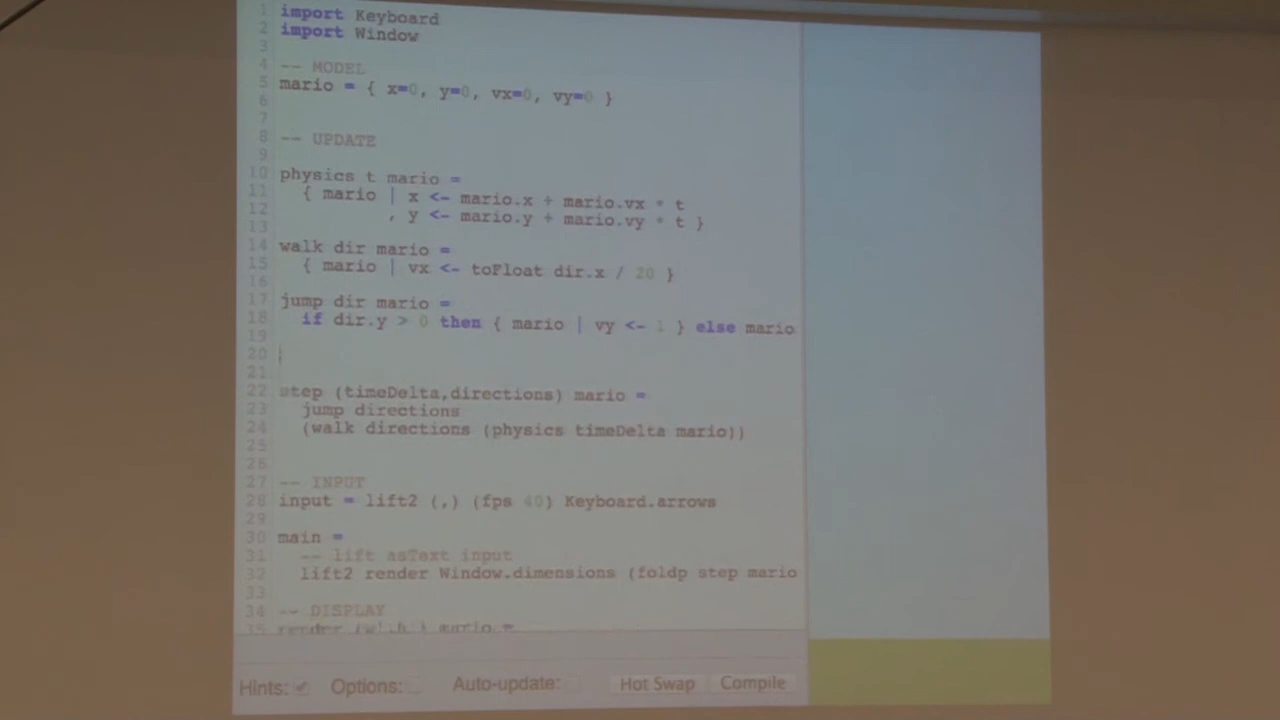 1 import Keyboard
2 import Window
3
4 -- MODEL
5 mario = { x=0, y=0, vx=0, vy=0 }
6
7
8 -- UPDATE
9
10 physics t mario =
11 { mario | x <- mario.x + mario.vx * t
12 , y <- mario.y + mario.vy * t }
13
14 walk dir mario =
15 { mario | vx <- toFloat dir.x / 20 }
16
17 jump dir mario =
18 if dir.y > 0 then { mario | vy <- 1 } else mario
19
20
21
22 step (timeDelta,directions) mario =
23 jump directions
24 (walk directions (physics timeDelta mario))
25
26
27 -- INPUT
28 input = lift2 (,) (fps 40) Keyboard.arrows
29
30 main =
31 -- lift asText input
32 lift2 render Window.dimensions (foldp step mario
33
34 -- DISPLAY
35 render (w,h) mario =
Hints: Options: Auto-update: Hot Swap Compile